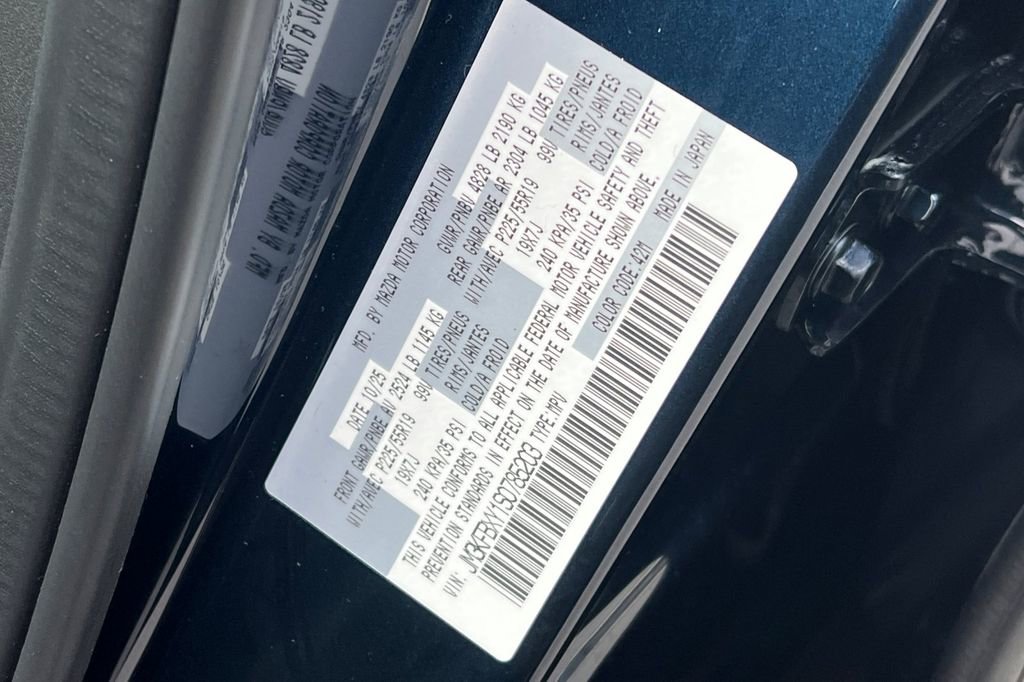 MFD. BY MAZDA MOTOR CORPORATION
DATE 10/25 GVWR/PNBV 4828 LB 2190 KG
FRONT GAWR/PNBE AV 2524 LB 1145 KG REAR GAWR/PNBE AR 2304 LB 1045 KG
WITH/AVEC P225/55R19 99V TIRES/PNEUS WITH/AVEC P225/55R19 99V TIRES/PNEUS
19X7J RIMS/JANTES 19X7J RIMS/JANTES
240 KPA/35 PSI COLD/A FROID 240 KPA/35 PSI COLD/A FROID
THIS VEHICLE CONFORMS TO ALL APPLICABLE FEDERAL MOTOR VEHICLE SAFETY AND THEFT
PREVENTION STANDARDS IN EFFECT ON THE DATE OF MANUFACTURE SHOWN ABOVE.
VIN: TYPE:MPV COLOR CODE:42M MADE IN JAPAN